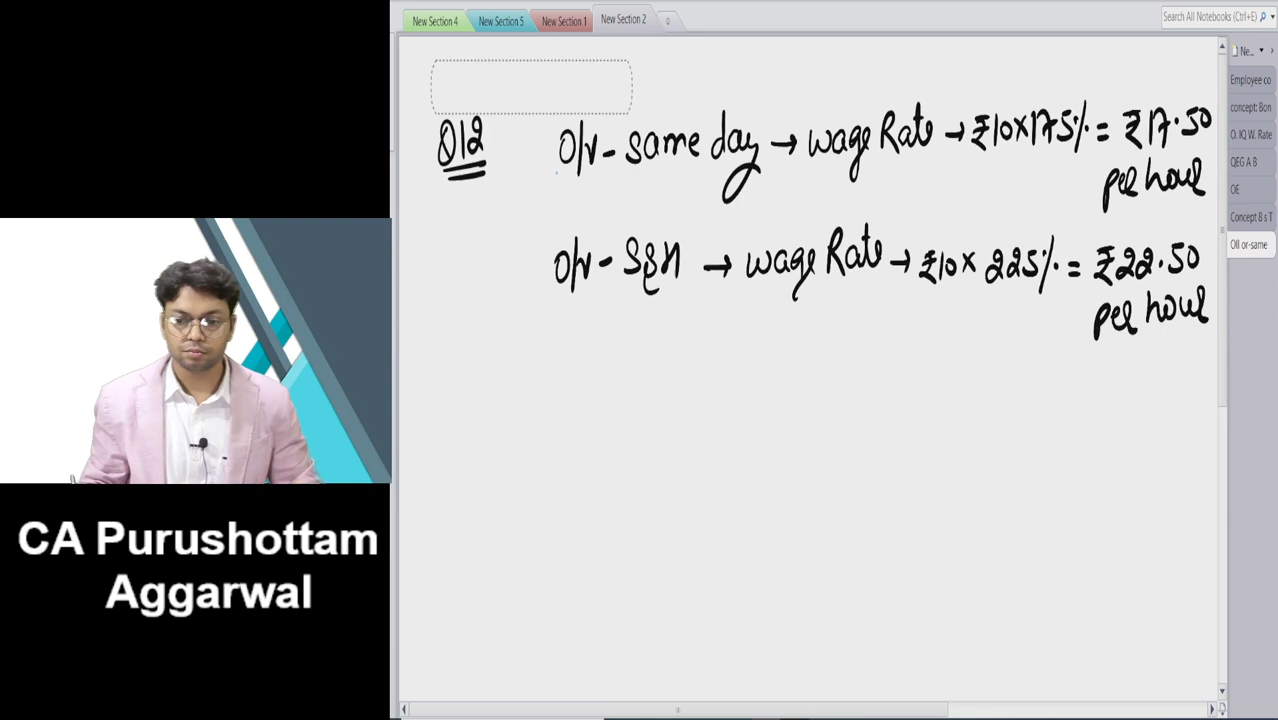 New Section 4
New Section 5
New Section 1
New Section 2
Search All Notebooks (Ctrl+E)
Ne...
Employee co
concept: Bon
O. IQ W. Rate
QEG A B
OE
Concept 8 s T
OII or-same
Q12
O/v - same day → wage Rate → ₹10×175% = ₹17.50
per hour
O/v - S&H → wage Rate → ₹10× 225% = ₹22.50
per hour
CA Purushottam
Aggarwal